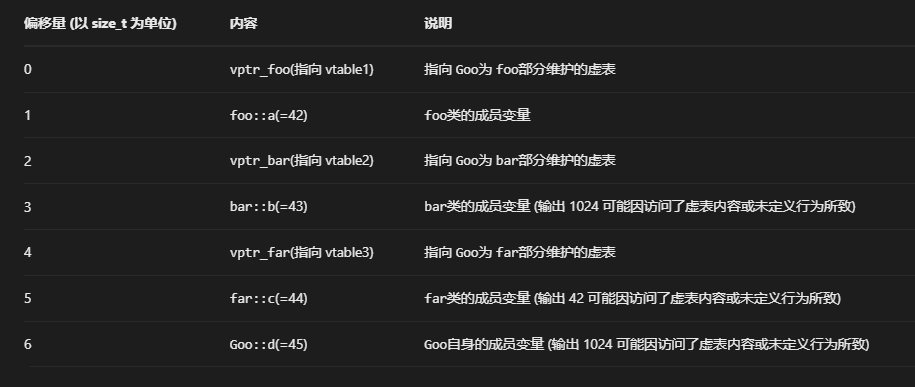 偏移量 (以 size_t 为单位) 内容 说明
0 vptr_foo(指向 vtable1) 指向 Goo为 foo部分维护的虚表
1 foo::a(=42) foo类的成员变量
2 vptr_bar(指向 vtable2) 指向 Goo为 bar部分维护的虚表
3 bar::b(=43) bar类的成员变量 (输出 1024 可能因访问了虚表内容或未定义行为所致)
4 vptr_far(指向 vtable3) 指向 Goo为 far部分维护的虚表
5 far::c(=44) far类的成员变量 (输出 42 可能因访问了虚表内容或未定义行为所致)
6 Goo::d(=45) Goo自身的成员变量 (输出 1024 可能因访问了虚表内容或未定义行为所致)